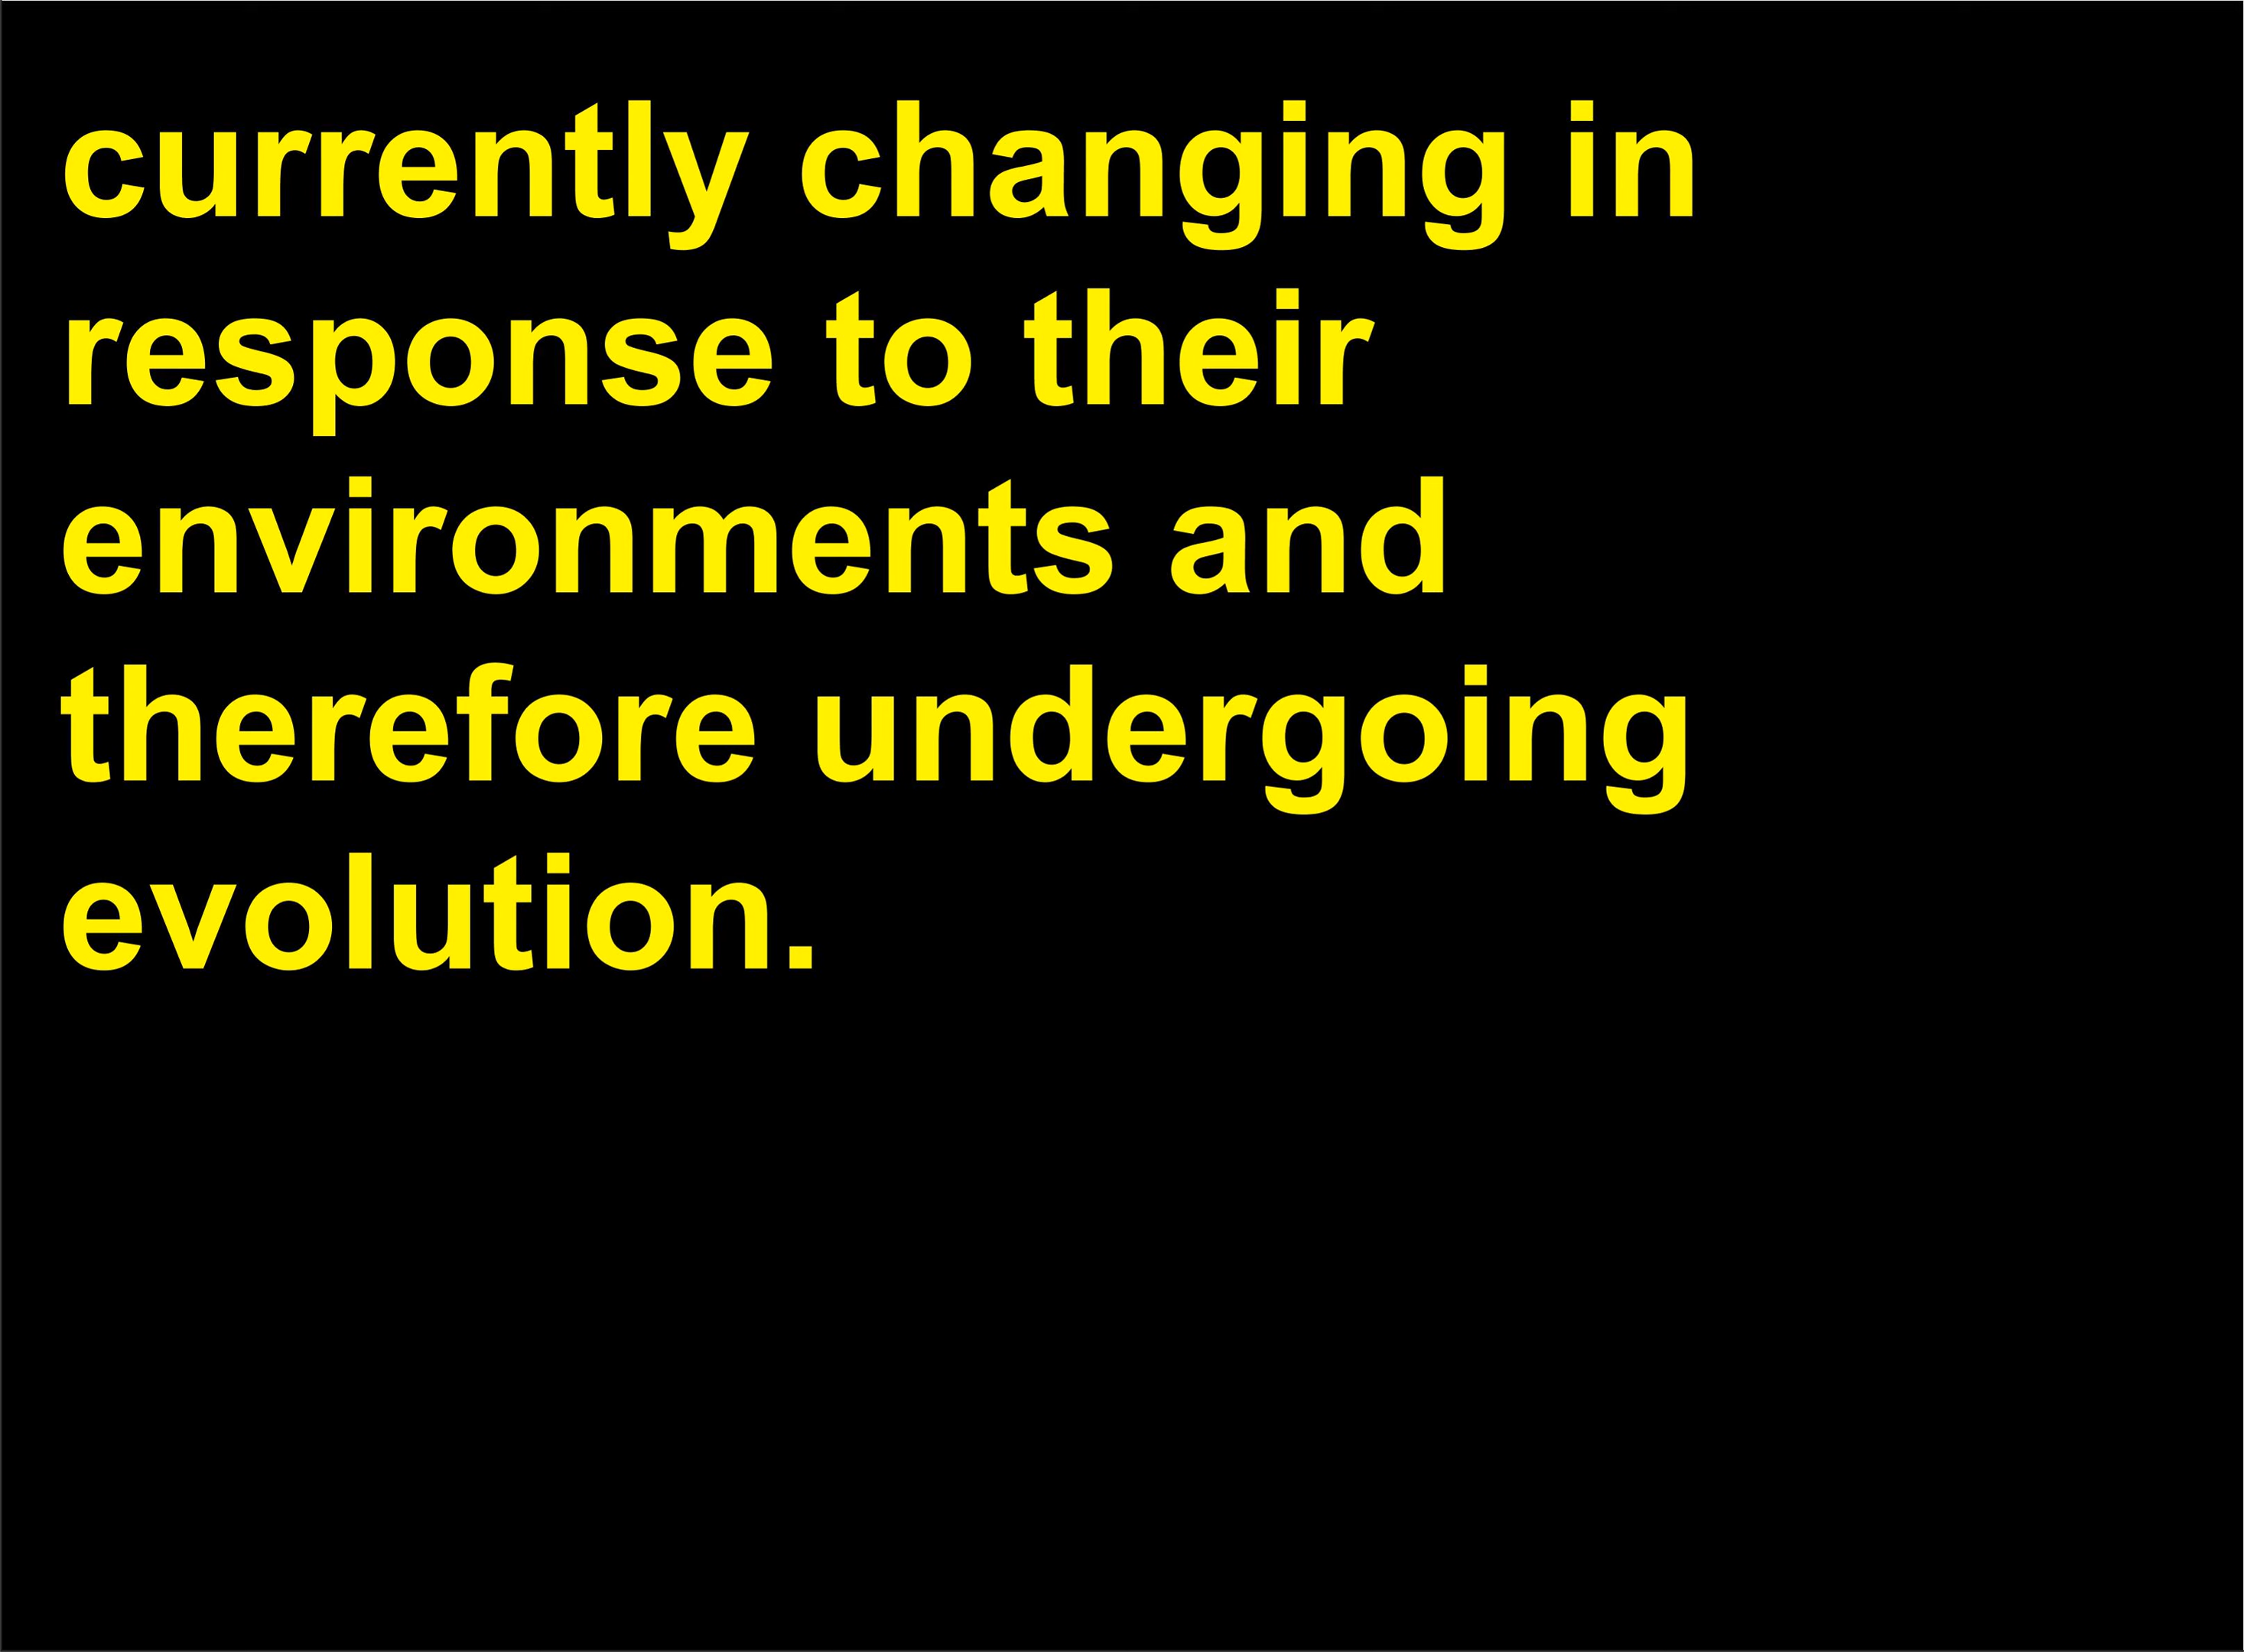 currently changing in
response to their
environments and
therefore undergoing
evolution.